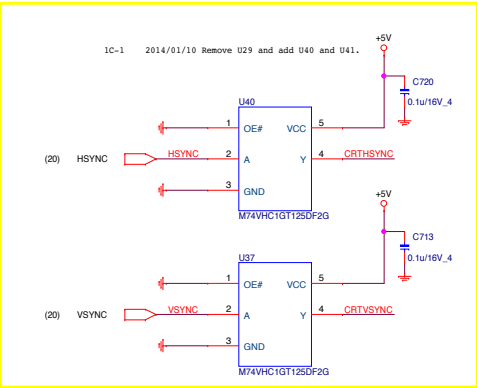 1C-1 2014/01/10 Remove U29 and add U40 and U41.
+5V
C720
0.1u/16V_4
U40
1 OE# VCC 5
(20) HSYNC HSYNC 2 A Y 4 CRTHSYNC
3 GND
M74VHC1GT125DF2G
+5V
C713
0.1u/16V_4
U37
1 OE# VCC 5
(20) VSYNC VSYNC 2 A Y 4 CRTVSYNC
3 GND
M74VHC1GT125DF2G